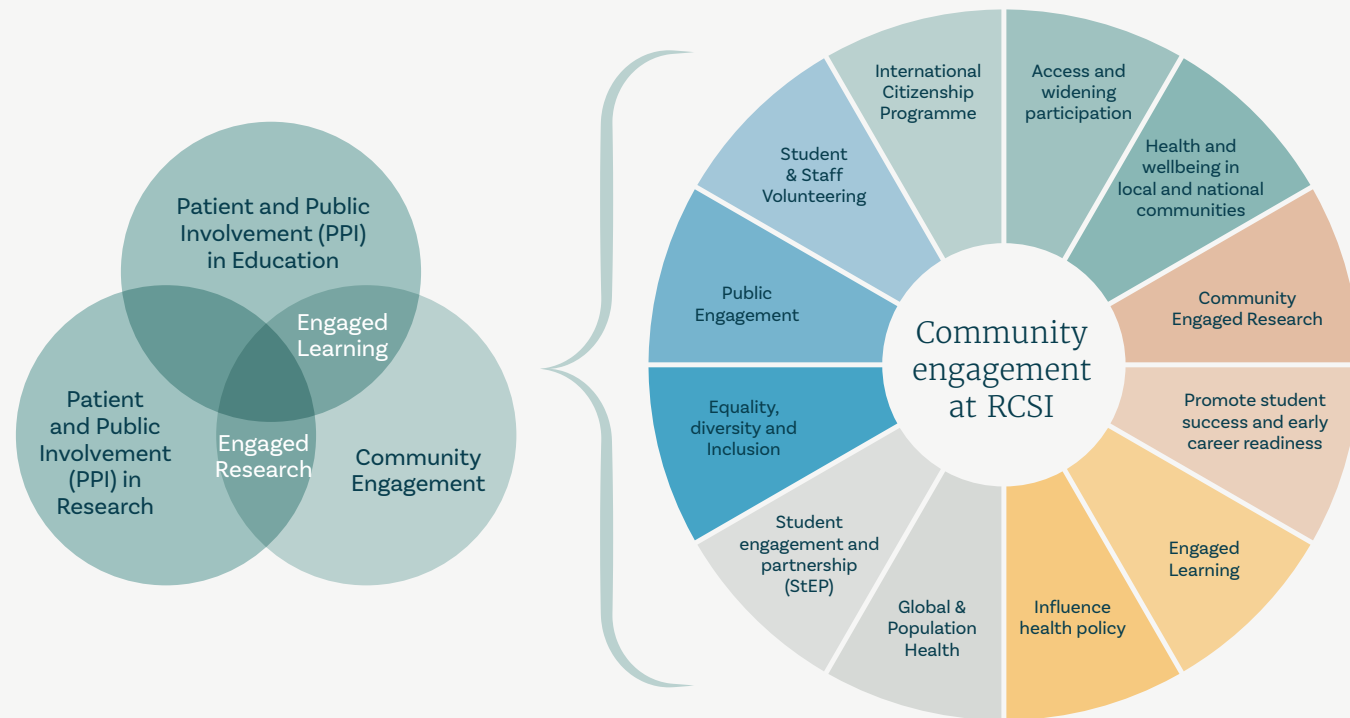 Patient and Public
Involvement (PPI)
in Education
Engaged
Learning
Patient
and Public
Involvement
(PPI) in
Research
Engaged
Research
Community
Engagement
Community
engagement
at RCSI
International
Citizenship
Programme
Access and
widening
participation
Health and
wellbeing in
local and national
communities
Community
Engaged Research
Promote student
success and early
career readiness
Engaged
Learning
Influence
health policy
Global &
Population
Health
Student
engagement and
partnership
(StEP)
Equality,
diversity and
Inclusion
Public
Engagement
Student
& Staff
Volunteering